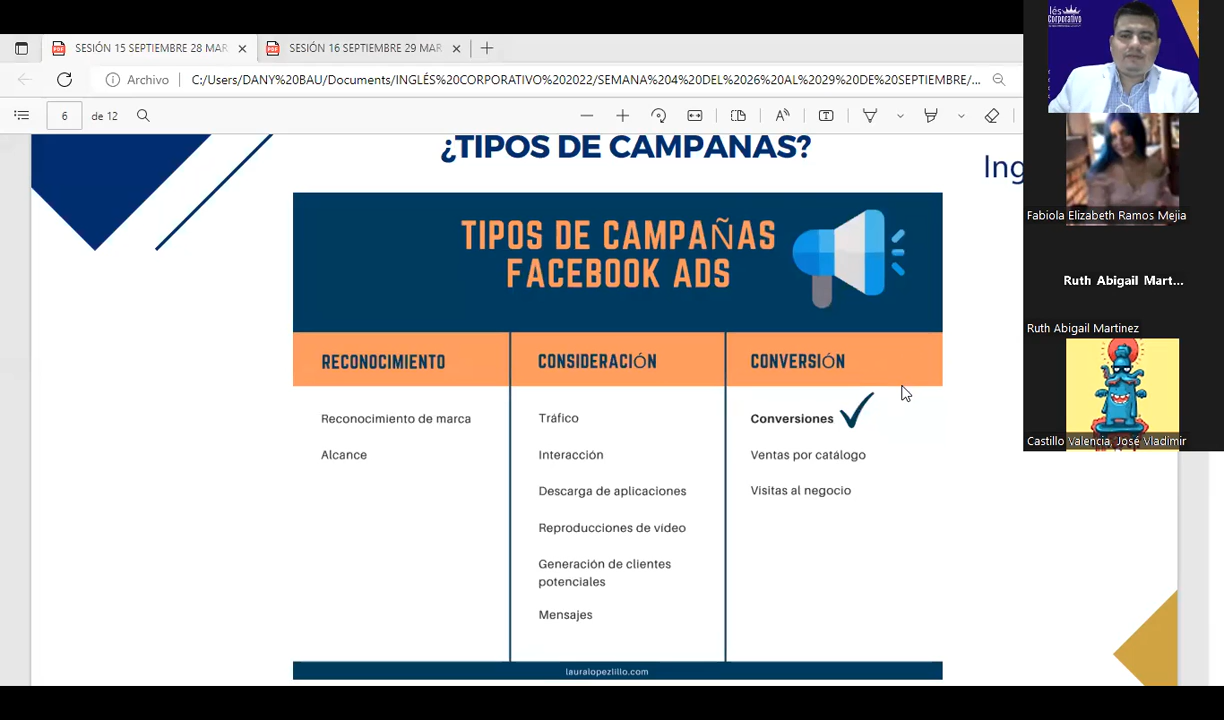 SESIÓN 15 SEPTIEMBRE 28 MAR
SESIÓN 16 SEPTIEMBRE 29 MAR
Archivo
C:/Users/DANY%20BAU/Documents/INGLÉS%20CORPORATIVO%202022/SEMANA%204%20DEL%2026%20AL%2029%20DE%20SEPTIEMBRE/...
6
de 12
¿TIPOS DE CAMPAÑAS?
Ing
TIPOS DE CAMPAÑAS
FACEBOOK ADS
RECONOCIMIENTO
CONSIDERACIÓN
CONVERSIÓN
Reconocimiento de marca
Tráfico
Conversiones
Alcance
Interacción
Ventas por catálogo
Descarga de aplicaciones
Visitas al negocio
Reproducciones de vídeo
Generación de clientes
potenciales
Mensajes
lauralopezlillo.com
lés
Corporativo
Fabiola Elizabeth Ramos Mejia
Ruth Abigail Mart...
Ruth Abigail Martinez
Castillo Valencia, José Vladimir